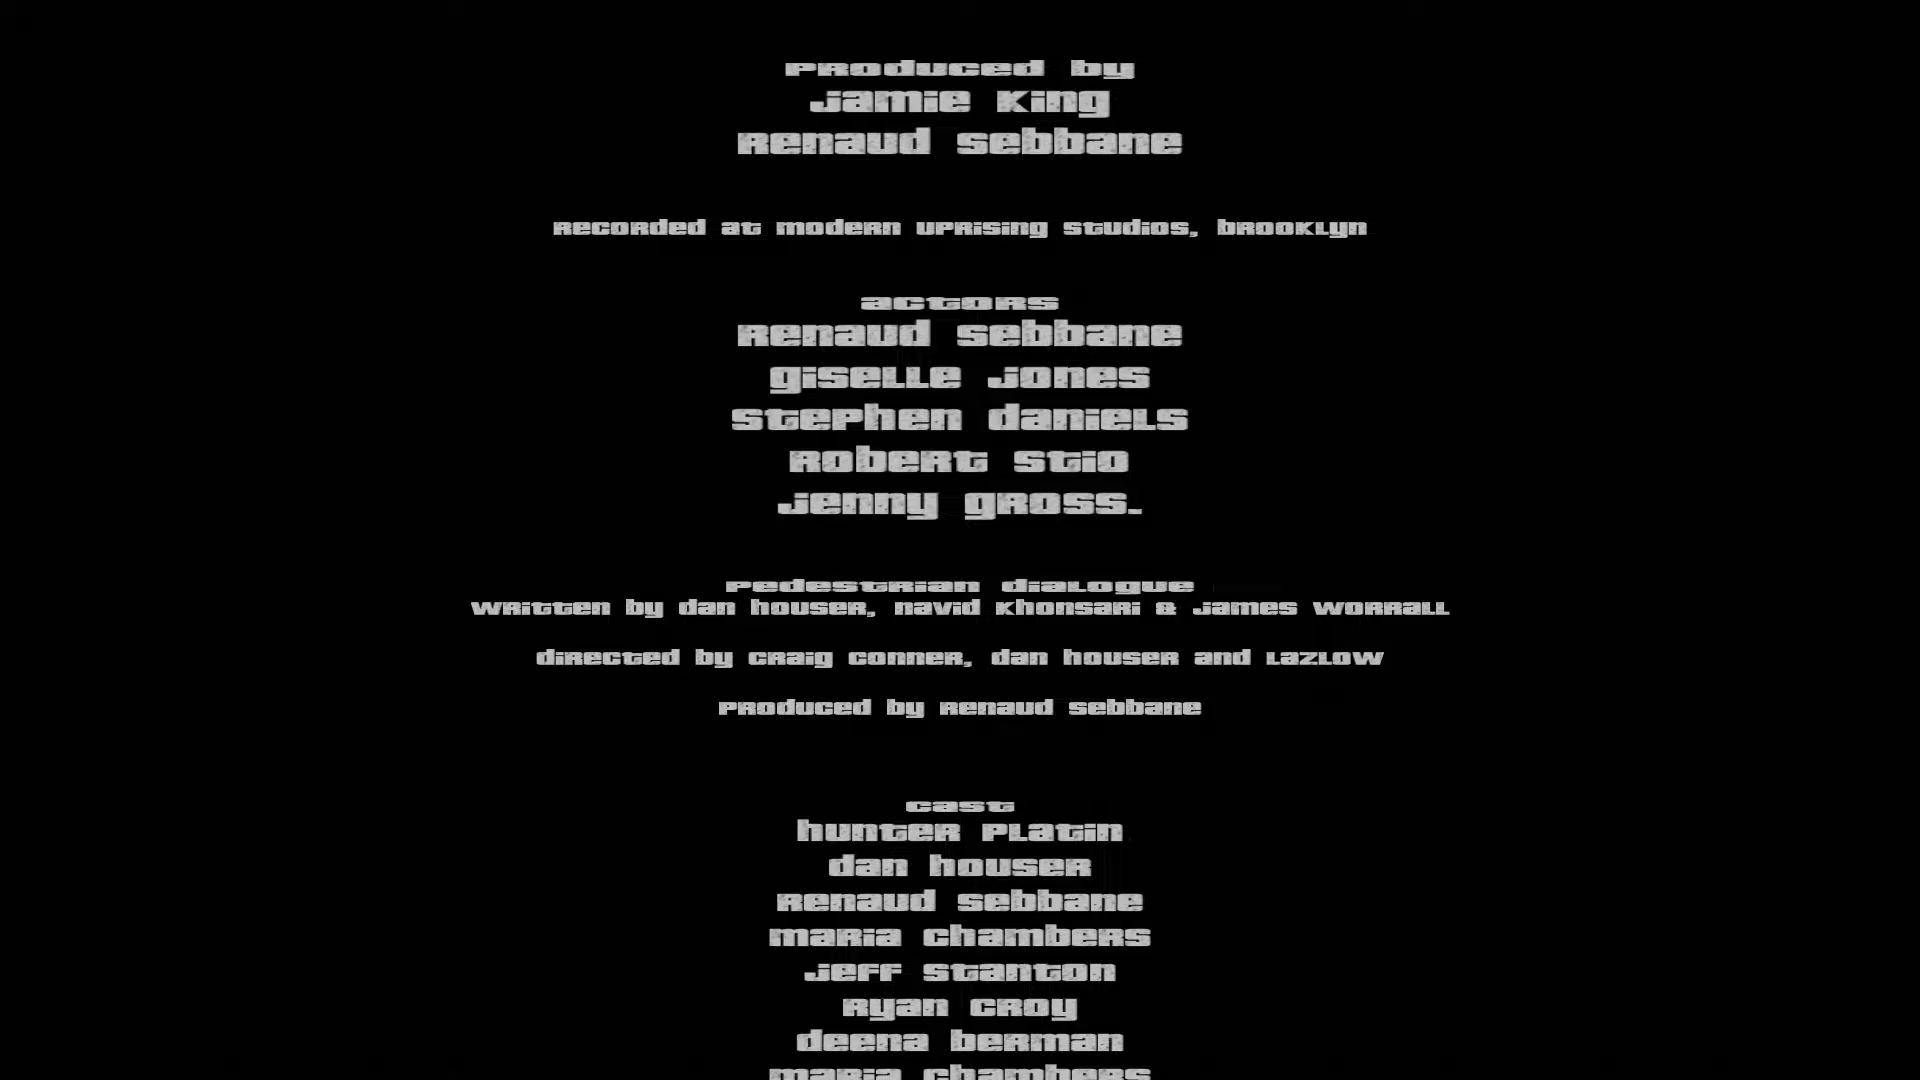 Produced by
Jamie King
Renaud Sebbane
Recorded at Modern Uprising Studios, Brooklyn
Actors
Renaud Sebbane
Giselle Jones
Stephen Daniels
Robert Stio
Jenny Gross.
Pedestrian Dialogue
Written by Dan Houser, Navid Khonsari & James Worrall
Directed by Craig Conner, Dan Houser and Lazlow
Produced by Renaud Sebbane
Cast
Hunter Platin
Dan Houser
Renaud Sebbane
Maria Chambers
Jeff Stanton
Ryan Croy
Deena Berman
Maria Chambers